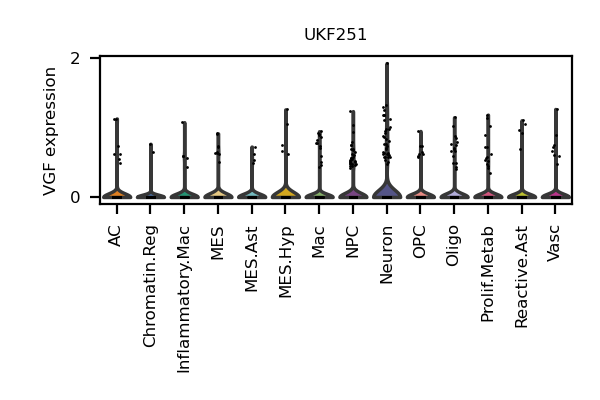 UKF251
VGF expression
2
0
AC
Chromatin.Reg
Inflammatory.Mac
MES
MES.Ast
MES.Hyp
Mac
NPC
Neuron
OPC
Oligo
Prolif.Metab
Reactive.Ast
Vasc